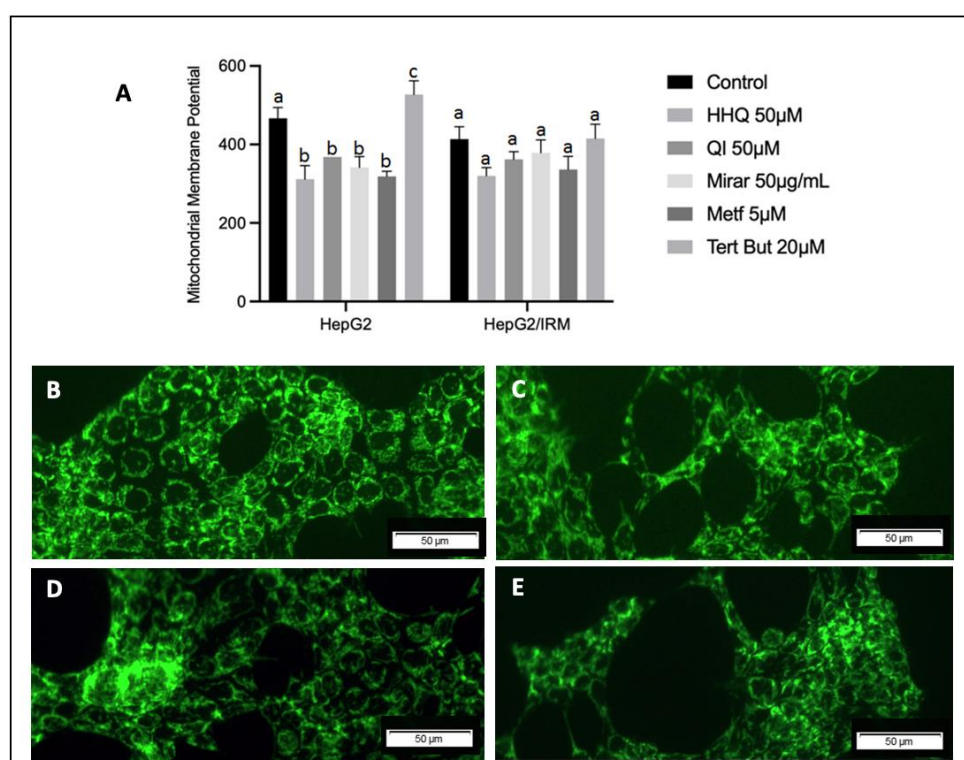 A
Mitochondrial Membrane Potential
600
400
200
0
a
b
b
b
b
c
a
a
a
a
a
a
HepG2
HepG2/IRM
Control
HHQ 50µM
QI 50µM
Mirar 50µg/mL
Metf 5µM
Tert But 20µM
B
50 µm
C
50 µm
D
50 µm
E
50 µm